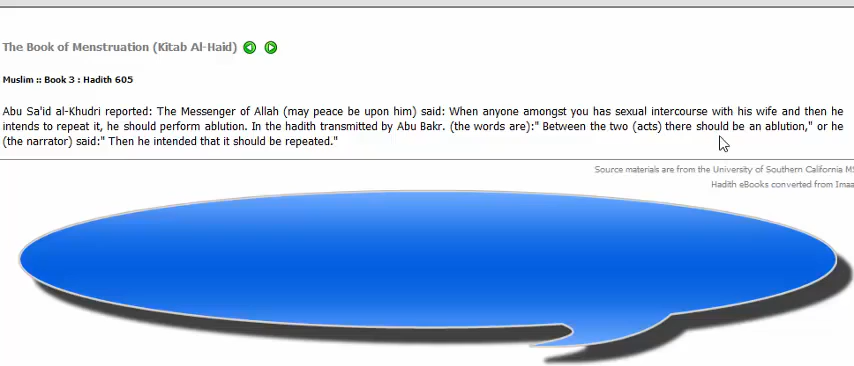 The Book of Menstruation (Kitab Al-Haid)
Muslim :: Book 3 : Hadith 605
Abu Sa'id al-Khudri reported: The Messenger of Allah (may peace be upon him) said: When anyone amongst you has sexual intercourse with his wife and then he
intends to repeat it, he should perform ablution. In the hadith transmitted by Abu Bakr. (the words are):" Between the two (acts) there should be an ablution," or he
(the narrator) said:" Then he intended that it should be repeated."
Source materials are from the University of Southern California
Hadith eBooks converted from